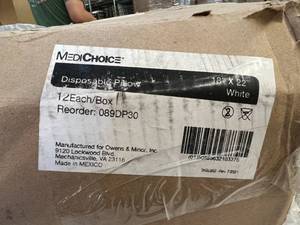 MEDICHOICE
Disposable Pillow 18" X 22"
12Each/Box White
Reorder: 089DP30
Manufactured for Owens & Minor, Inc.
9120 Lockwood Blvd.
Mechanicsville, VA 23116
Made in MEXICO